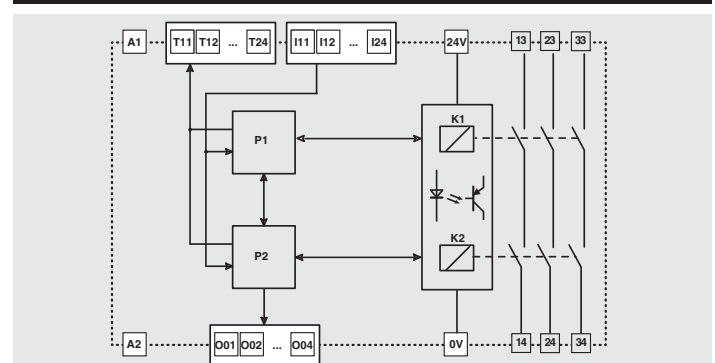 A1 T11 T12 ... T24 I11 I12 ... I24 24V 13 23 33
K1
P1
K2
P2
A2 O01 O02 ... O04 0V 14 24 34